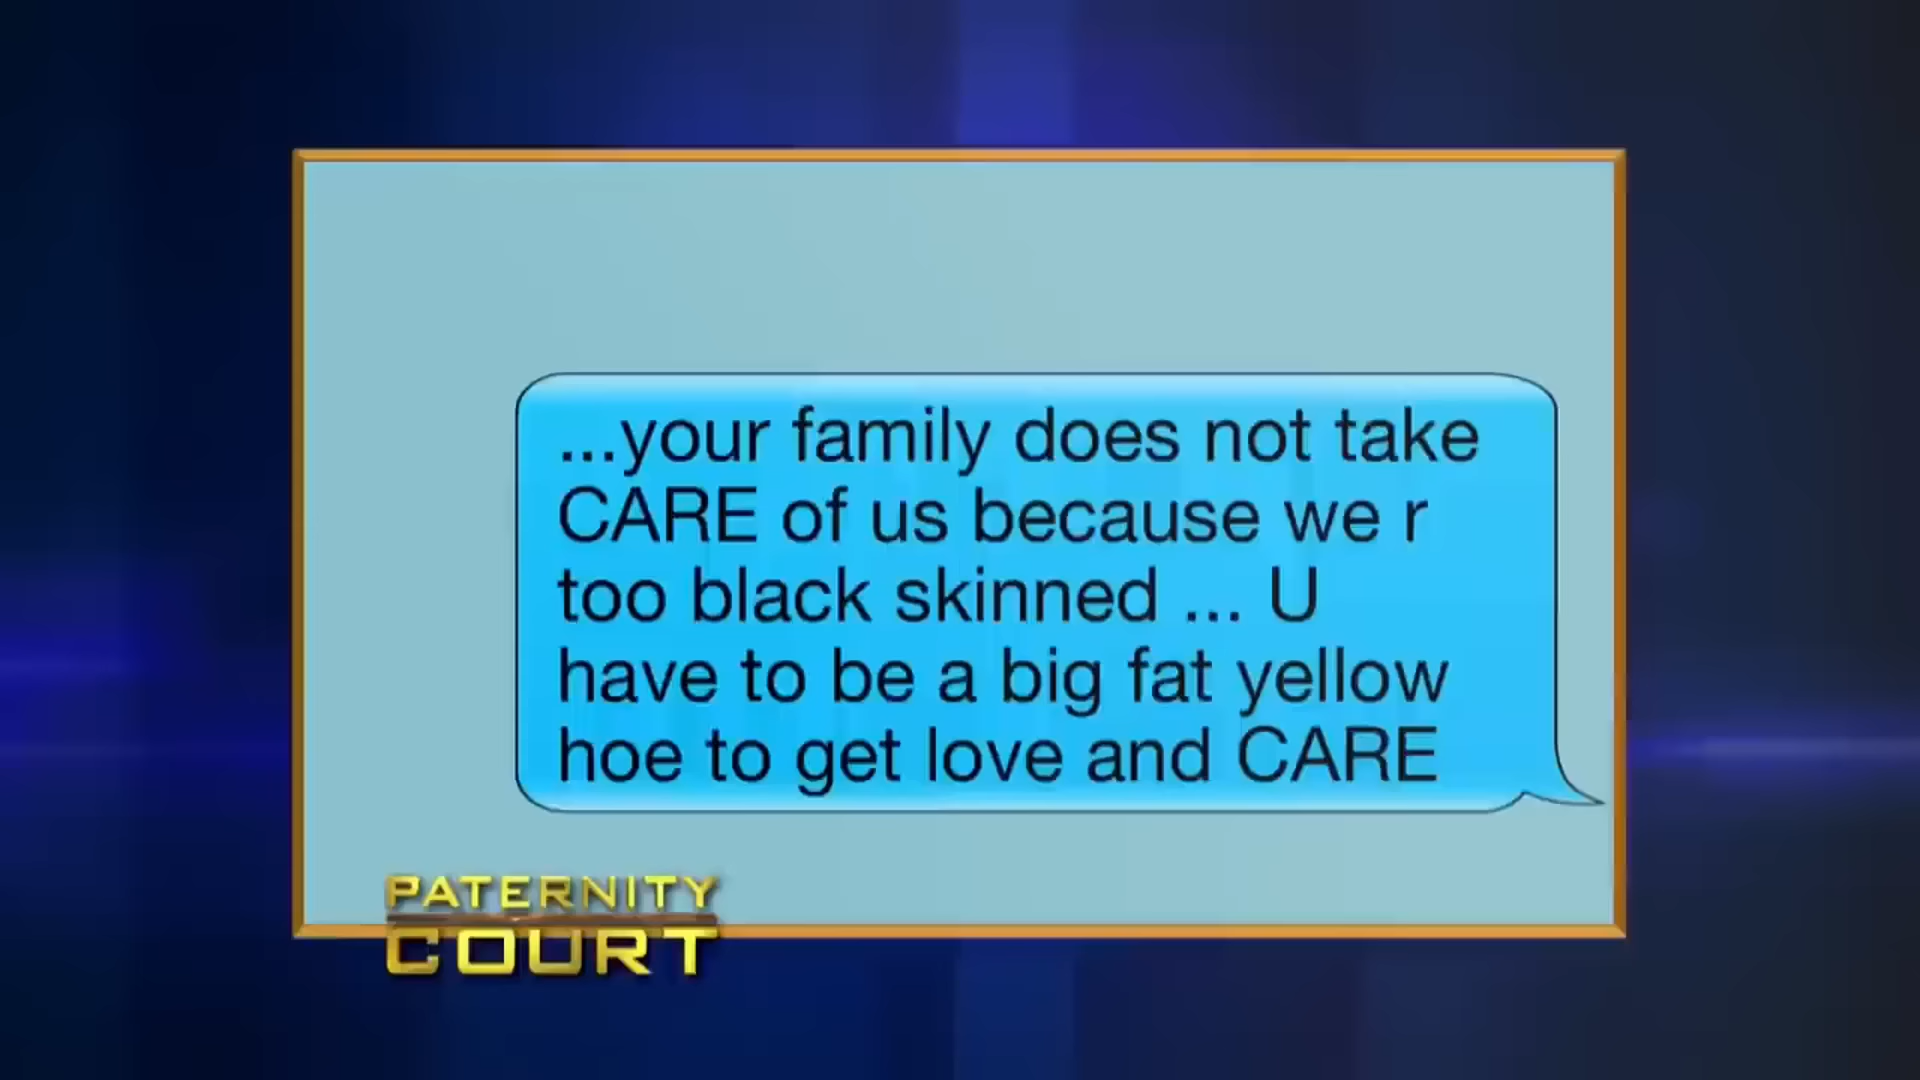 ...your family does not take
CARE of us because we r
too black skinned ... U
have to be a big fat yellow
hoe to get love and CARE
PATERNITY
COURT